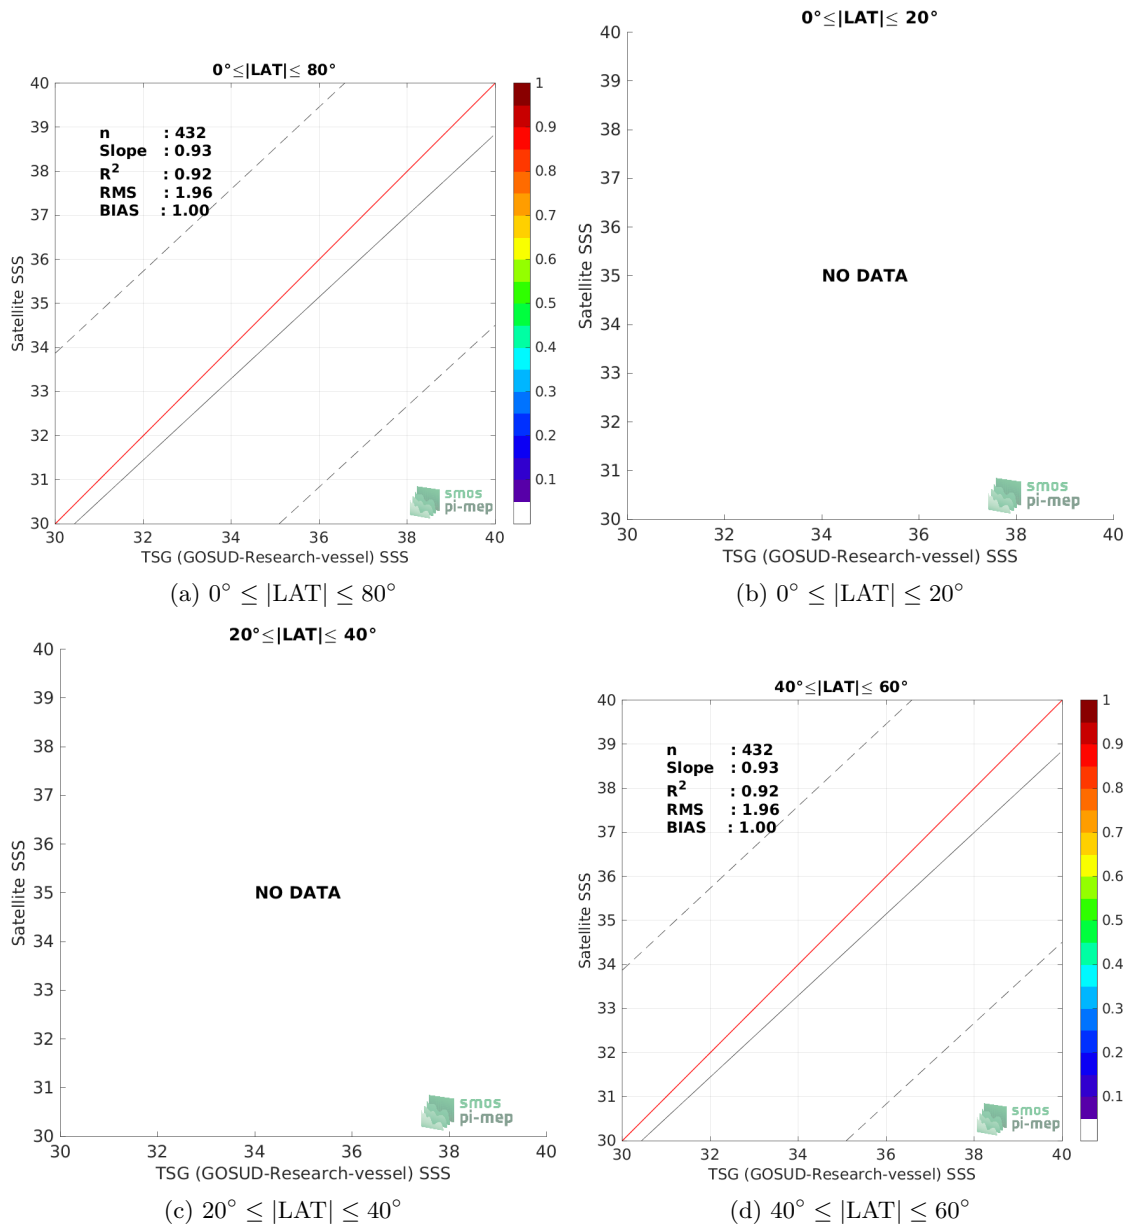 0°≤|LAT|≤ 80°
40
39
38
37
36
35
34
33
32
31
30
Satellite SSS
n : 432
Slope : 0.93
R² : 0.92
RMS : 1.96
BIAS : 1.00
1
0.9
0.8
0.7
0.6
0.5
0.4
0.3
0.2
0.1
smos
pi-mep
30 32 34 36 38 40
TSG (GOSUD-Research-vessel) SSS
(a) 0° ≤ |LAT| ≤ 80°
0°≤|LAT|≤ 20°
40
39
38
37
36
35
34
33
32
31
30
Satellite SSS
NO DATA
smos
pi-mep
30 32 34 36 38 40
TSG (GOSUD-Research-vessel) SSS
(b) 0° ≤ |LAT| ≤ 20°
20°≤|LAT|≤ 40°
40
39
38
37
36
35
34
33
32
31
30
Satellite SSS
NO DATA
smos
pi-mep
30 32 34 36 38 40
TSG (GOSUD-Research-vessel) SSS
(c) 20° ≤ |LAT| ≤ 40°
40°≤|LAT|≤ 60°
40
39
38
37
36
35
34
33
32
31
30
Satellite SSS
n : 432
Slope : 0.93
R² : 0.92
RMS : 1.96
BIAS : 1.00
1
0.9
0.8
0.7
0.6
0.5
0.4
0.3
0.2
0.1
smos
pi-mep
30 32 34 36 38 40
TSG (GOSUD-Research-vessel) SSS
(d) 40° ≤ |LAT| ≤ 60°